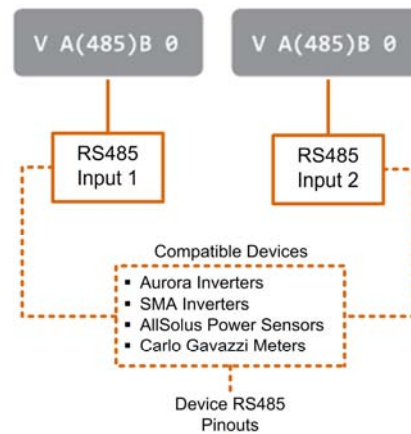 V A(485)B 0
V A(485)B 0
RS485
Input 1
RS485
Input 2
Compatible Devices
▪ Aurora Inverters
▪ SMA Inverters
▪ AllSolus Power Sensors
▪ Carlo Gavazzi Meters
Device RS485
Pinouts